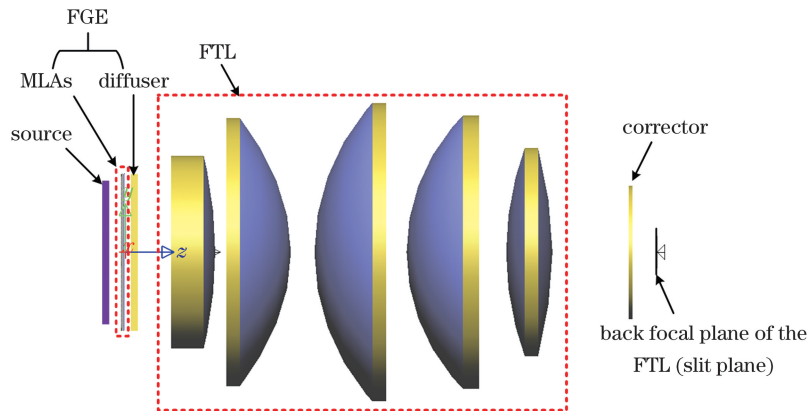 FGE
FTL
MLAs
diffuser
source
corrector
z
back focal plane of the
FTL (slit plane)